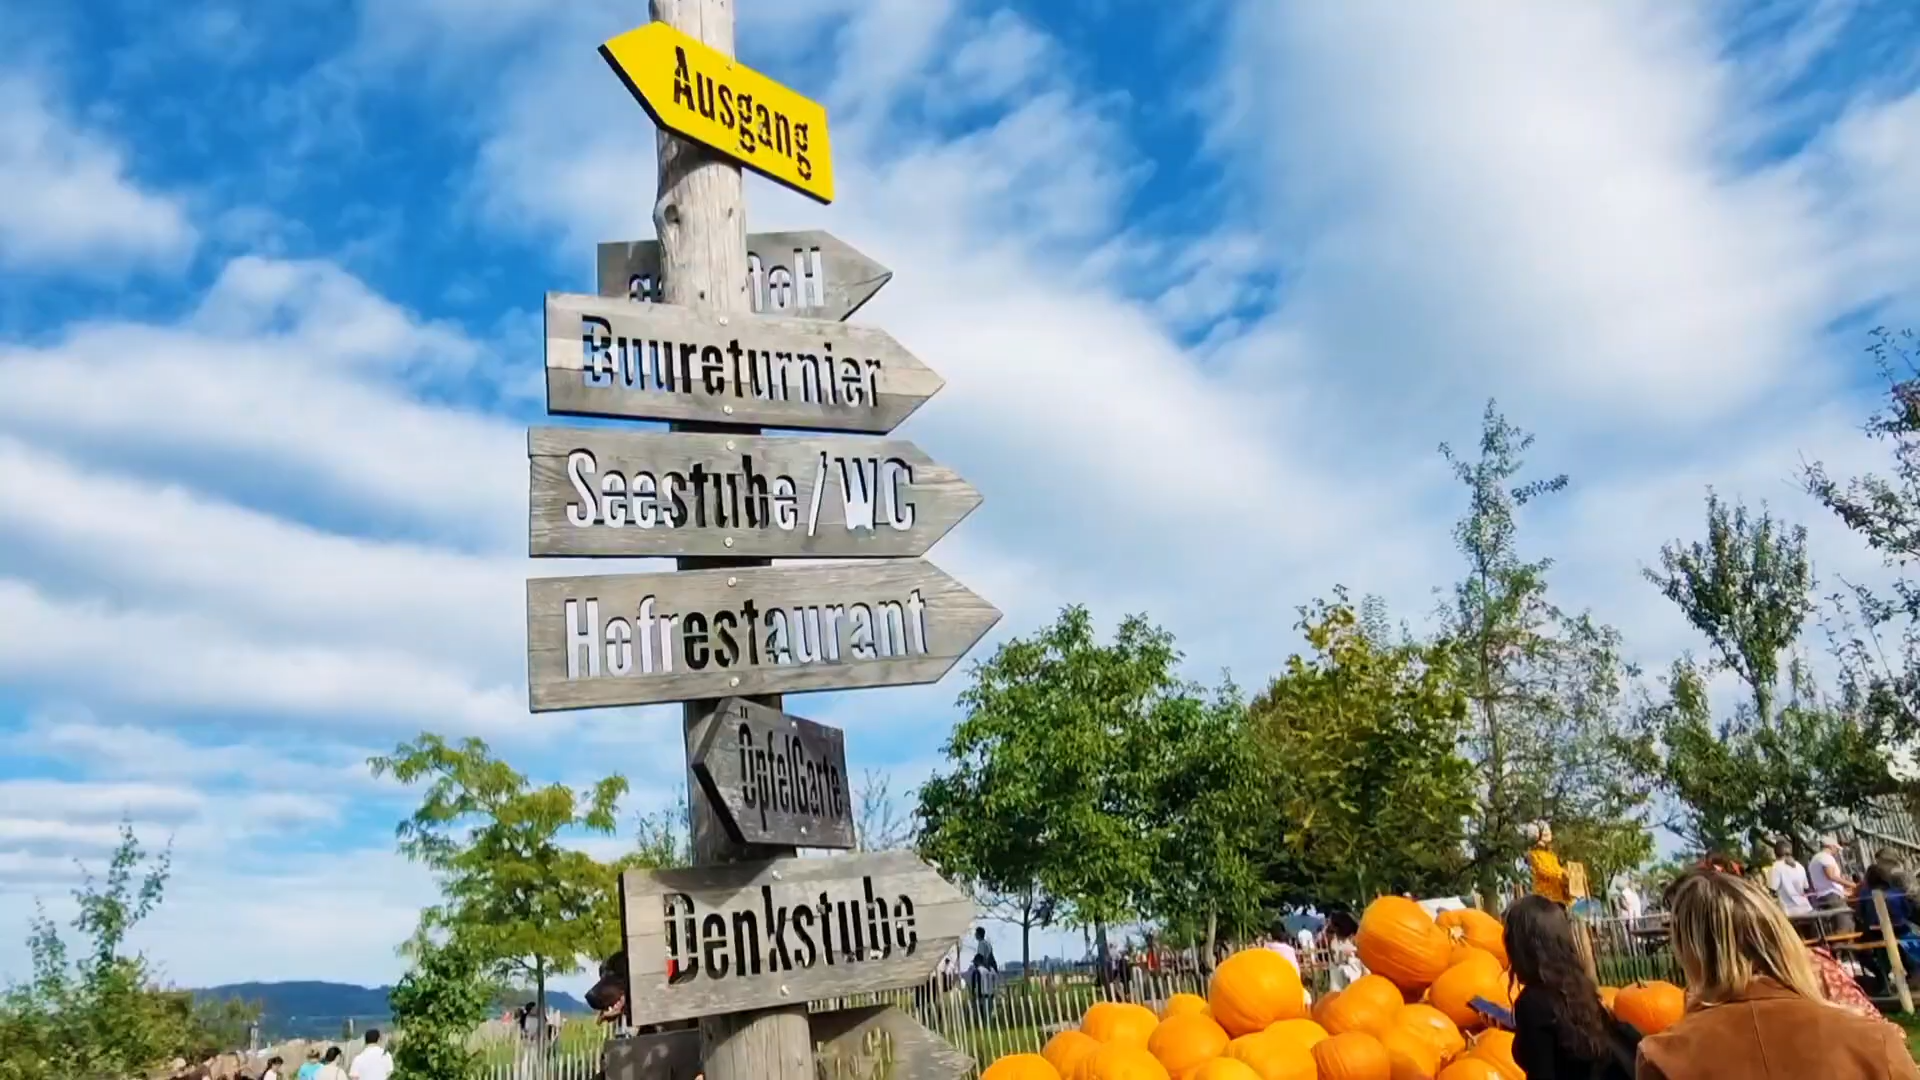 Ausgang
Buureturnier
Seestube/WC
Hofrestaurant
ÖpfelGarte
Denkstube